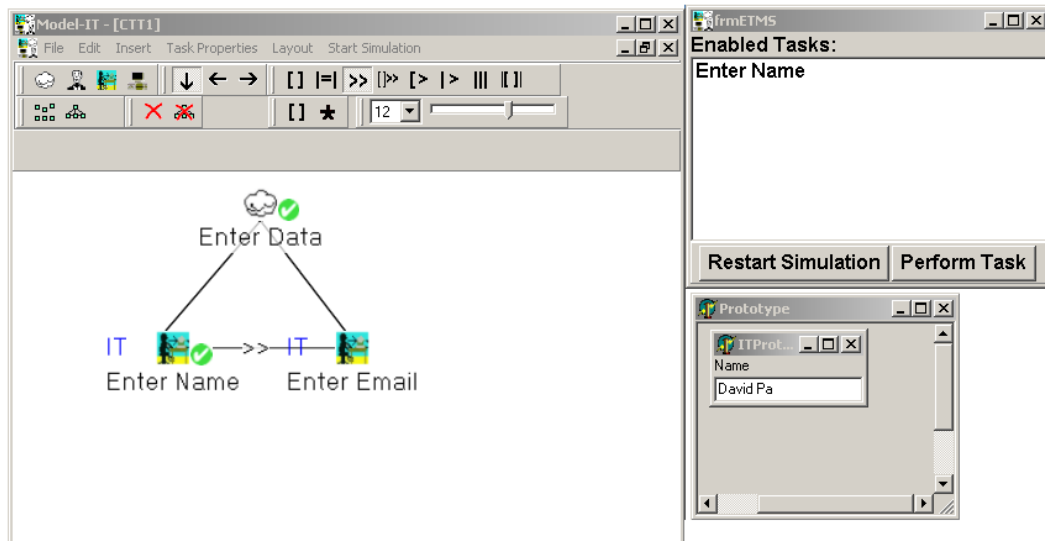 Model-IT - [CTT1]
File Edit Insert Task Properties Layout Start Simulation
[] |=| >> []>> [> |> ||| |[]|
[] * 12
Enter Data
IT >> IT
Enter Name Enter Email
frmETMS
Enabled Tasks:
Enter Name
Restart Simulation Perform Task
Prototype
ITProt...
Name
David Pa